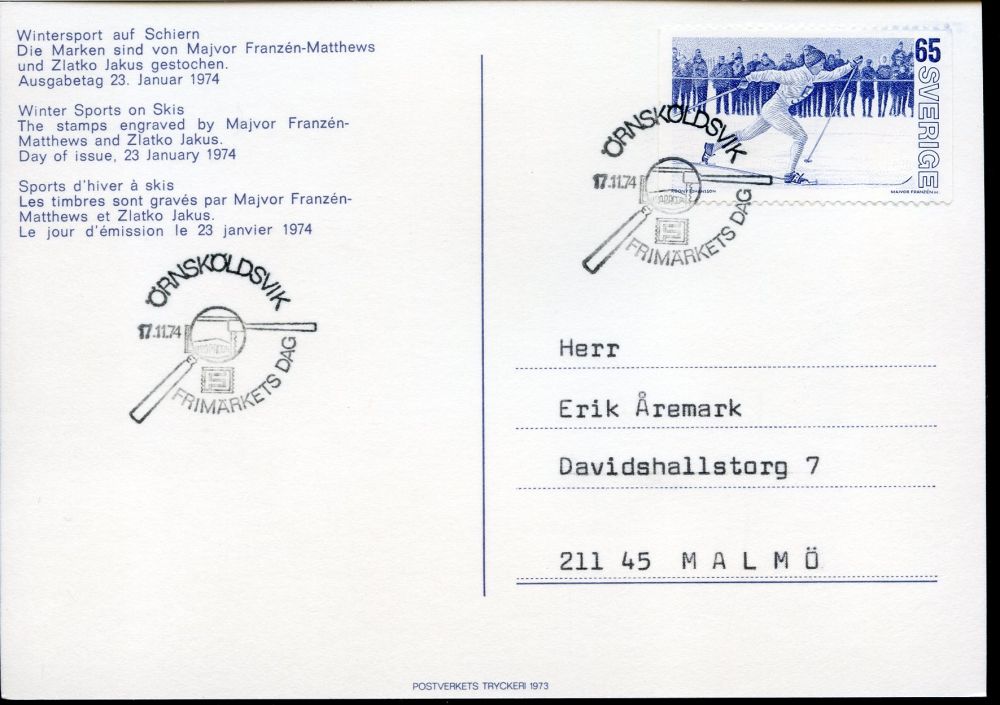 Wintersport auf Schiern
Die Marken sind von Majvor Franzén-Matthews
und Zlatko Jakus gestochen.
Ausgabetag 23. Januar 1974
Winter Sports on Skis
The stamps engraved by Majvor Franzén-
Matthews and Zlatko Jakus.
Day of issue, 23 January 1974
Sports d'hiver à skis
Les timbres sont gravés par Majvor Franzén-
Matthews et Zlatko Jakus.
Le jour d'émission le 23 janvier 1974
ÖRNSKÖLDSVIK
17.11.74
FRIMÄRKETS DAG
65
SVERIGE
MAJVOR FRANZÉN sc.
ÖRNSKÖLDSVIK
17.11.74
FRIMÄRKETS DAG
Herr
Erik Åremark
Davidshallstorg 7
211 45 M A L M Ö
POSTVERKETS TRYCKERI 1973